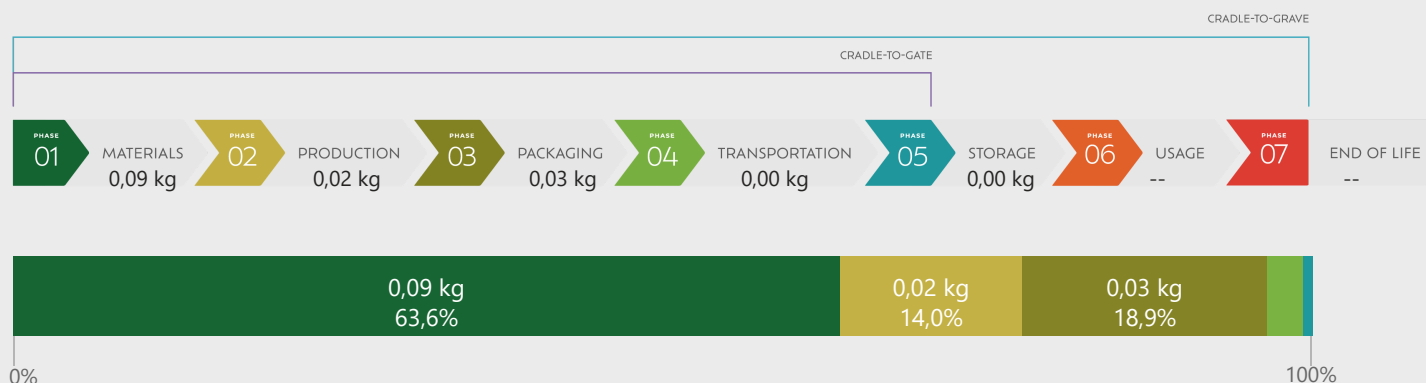 CRADLE-TO-GRAVE
CRADLE-TO-GATE
PHASE
01
MATERIALS
0,09 kg
PHASE
02
PRODUCTION
0,02 kg
PHASE
03
PACKAGING
0,03 kg
PHASE
04
TRANSPORTATION
0,00 kg
PHASE
05
STORAGE
0,00 kg
PHASE
06
USAGE
--
PHASE
07
END OF LIFE
--
0,09 kg
63,6%
0,02 kg
14,0%
0,03 kg
18,9%
0%
100%